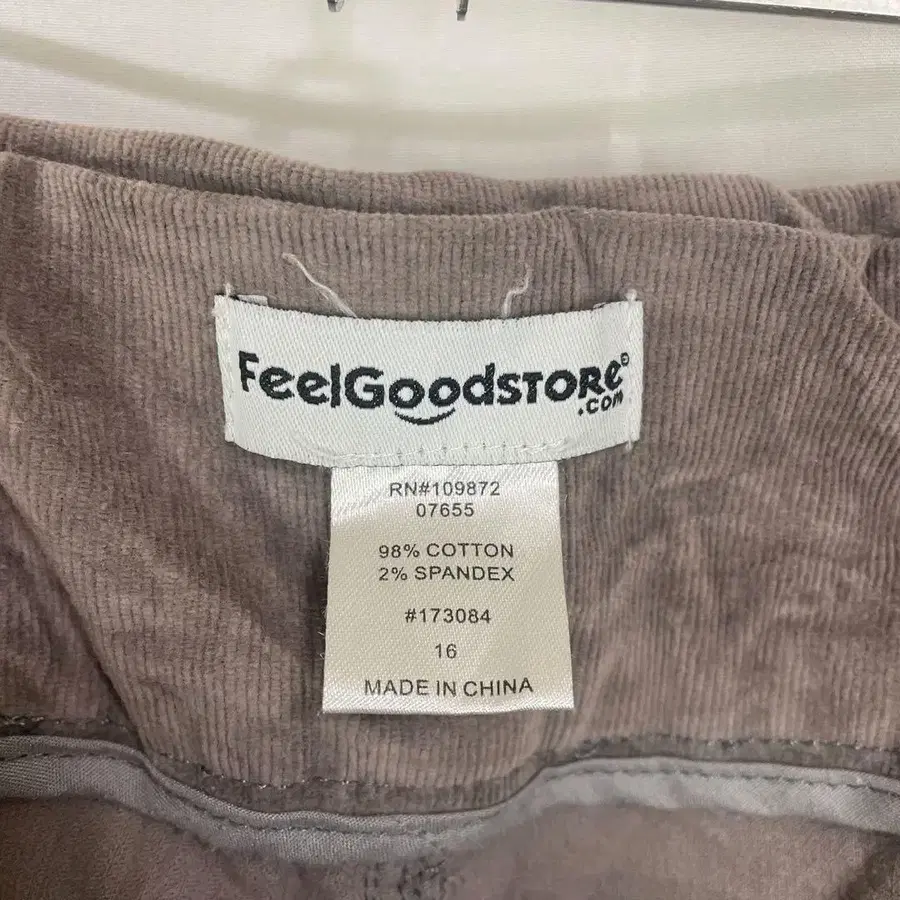 FeelGoodSTORe
.com
RN#109872
07655
98% COTTON
2% SPANDEX
#173084
16
MADE IN CHINA